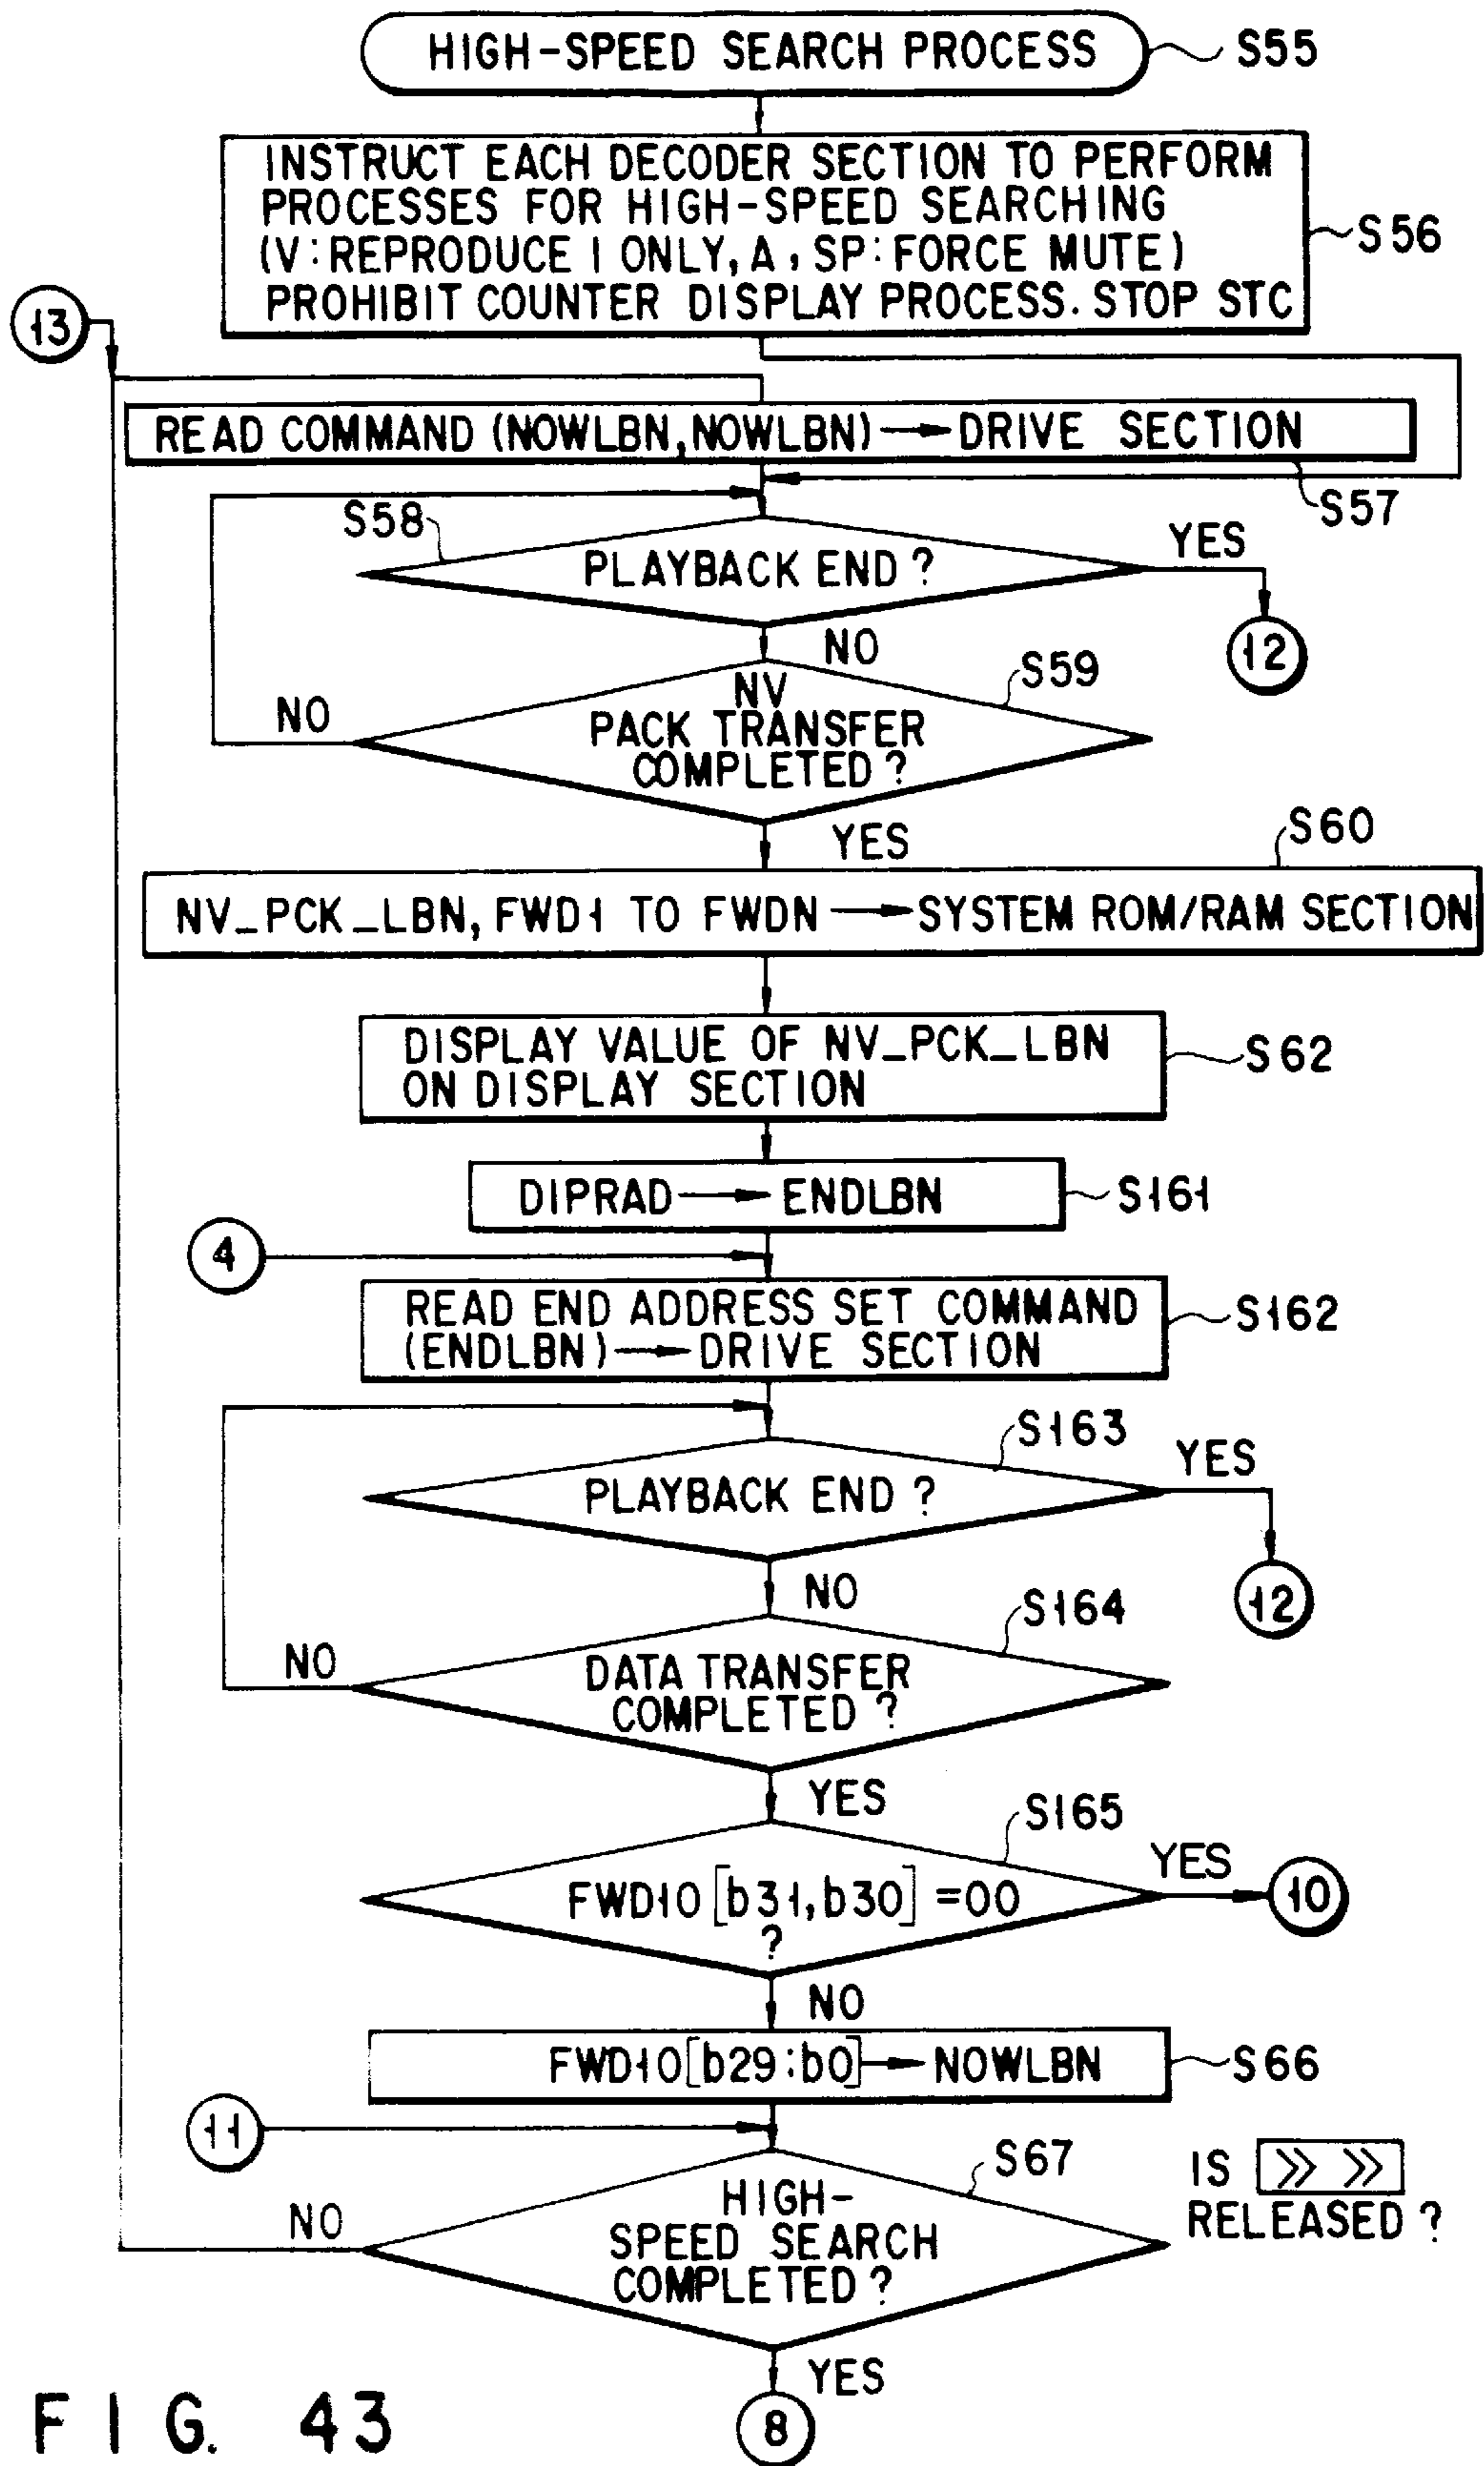 HIGH-SPEED SEARCH PROCESS
S55
INSTRUCT EACH DECODER SECTION TO PERFORM
PROCESSES FOR HIGH-SPEED SEARCHING
(V:REPRODUCE I ONLY, A, SP:FORCE MUTE)
PROHIBIT COUNTER DISPLAY PROCESS. STOP STC
S56
13
READ COMMAND (NOWLBN,NOWLBN)→DRIVE SECTION
S57
S58
PLAYBACK END ?
YES
12
NO
S59
NV
PACK TRANSFER
COMPLETED ?
NO
YES
S60
NV_PCK_LBN, FWD1 TO FWDN→SYSTEM ROM/RAM SECTION
DISPLAY VALUE OF NV_PCK_LBN
ON DISPLAY SECTION
S62
DIPRAD→ENDLBN
S161
4
READ END ADDRESS SET COMMAND
(ENDLBN)→DRIVE SECTION
S162
S163
PLAYBACK END ?
YES
12
NO
S164
DATA TRANSFER
COMPLETED ?
NO
YES
S165
FWD10[b31,b30]=00
?
YES
10
NO
FWD10[b29:b0]→NOWLBN
S66
11
S67
HIGH-
SPEED SEARCH
COMPLETED ?
NO
IS ≫ ≫
RELEASED ?
YES
8
FIG. 43